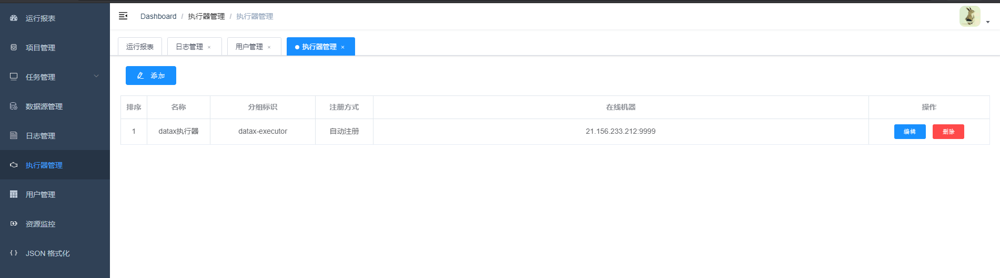 运行报表
项目管理
任务管理
数据源管理
日志管理
执行器管理
用户管理
资源监控
JSON 格式化
Dashboard / 执行器管理 / 执行器管理
运行报表 日志管理 × 用户管理 × 执行器管理 ×
添加
排序 名称 分组标识 注册方式 在线机器 操作
1 datax执行器 datax-executor 自动注册 21.156.233.212:9999 编辑 删除